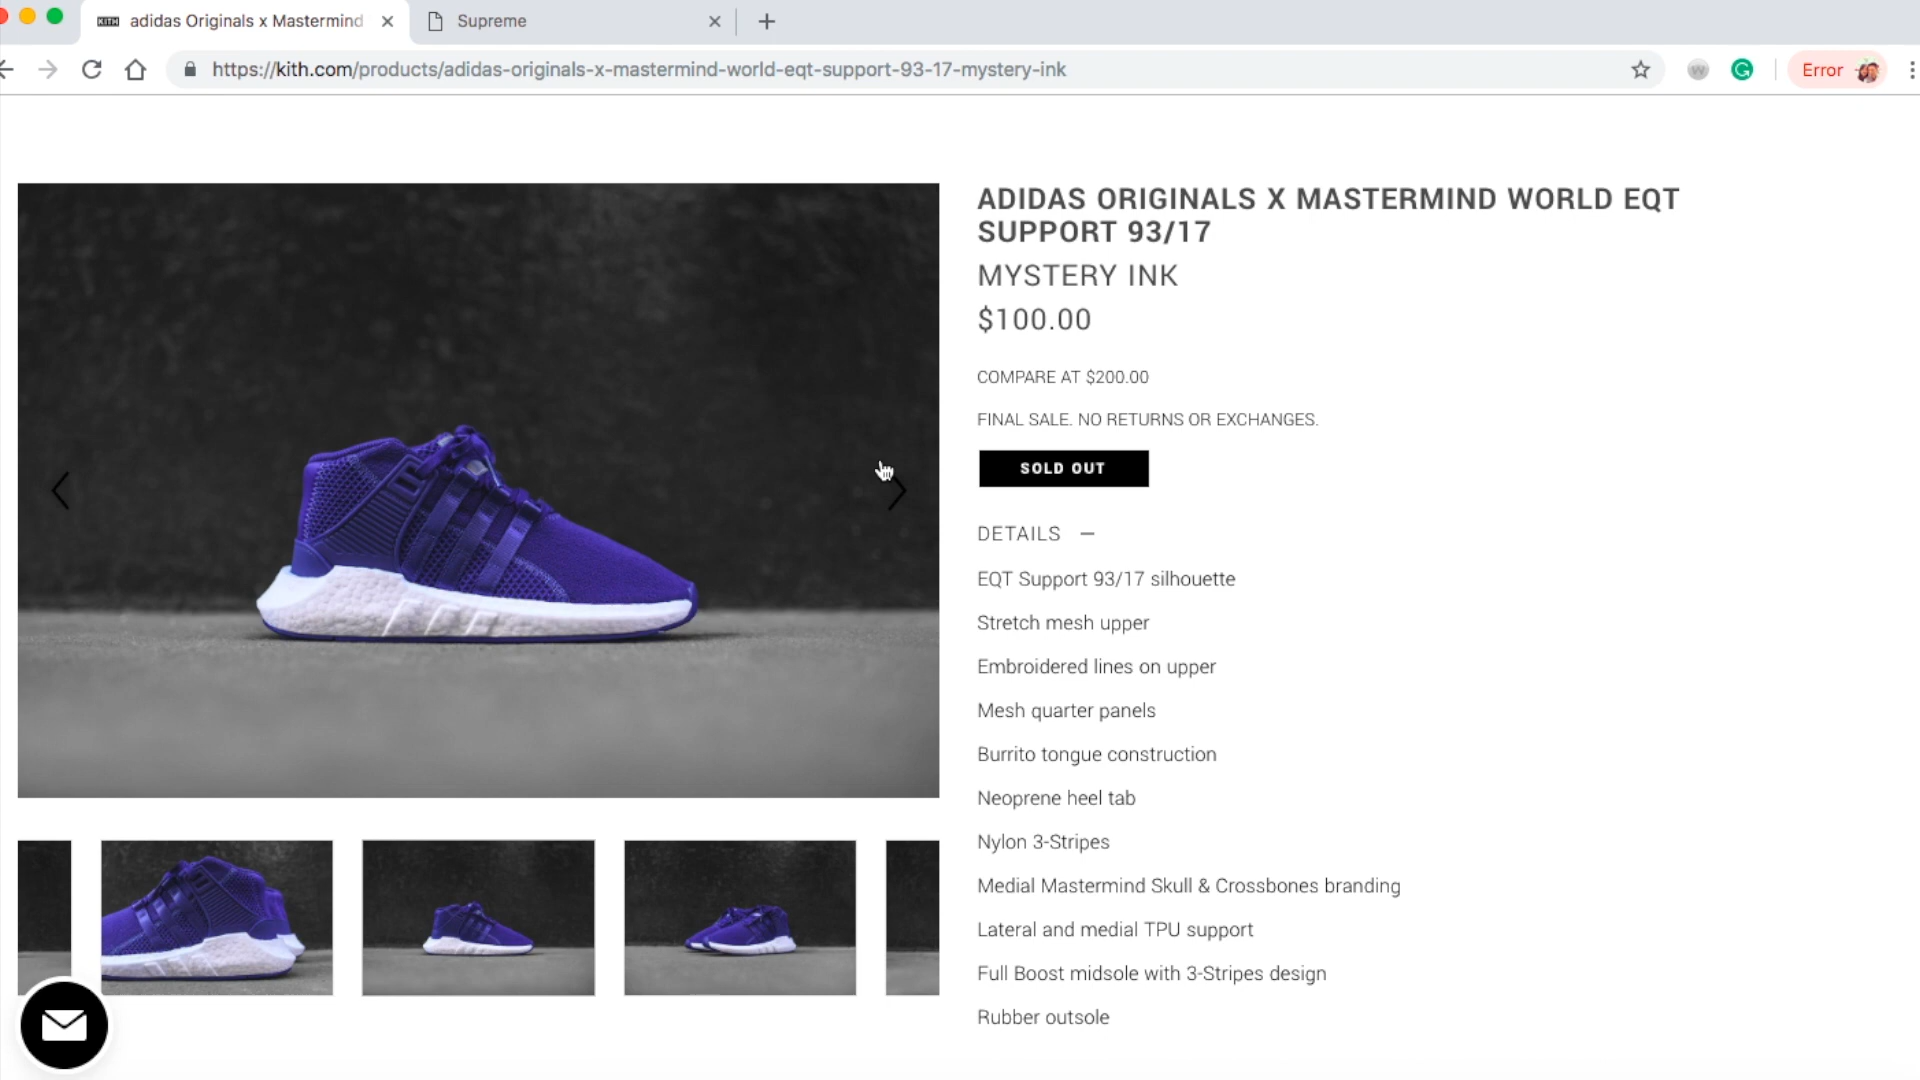 KITH adidas Originals x Mastermind
Supreme
https://kith.com/products/adidas-originals-x-mastermind-world-eqt-support-93-17-mystery-ink
Error
ADIDAS ORIGINALS X MASTERMIND WORLD EQT
SUPPORT 93/17
MYSTERY INK
$100.00
COMPARE AT $200.00
FINAL SALE. NO RETURNS OR EXCHANGES.
SOLD OUT
DETAILS —
EQT Support 93/17 silhouette
Stretch mesh upper
Embroidered lines on upper
Mesh quarter panels
Burrito tongue construction
Neoprene heel tab
Nylon 3-Stripes
Medial Mastermind Skull & Crossbones branding
Lateral and medial TPU support
Full Boost midsole with 3-Stripes design
Rubber outsole